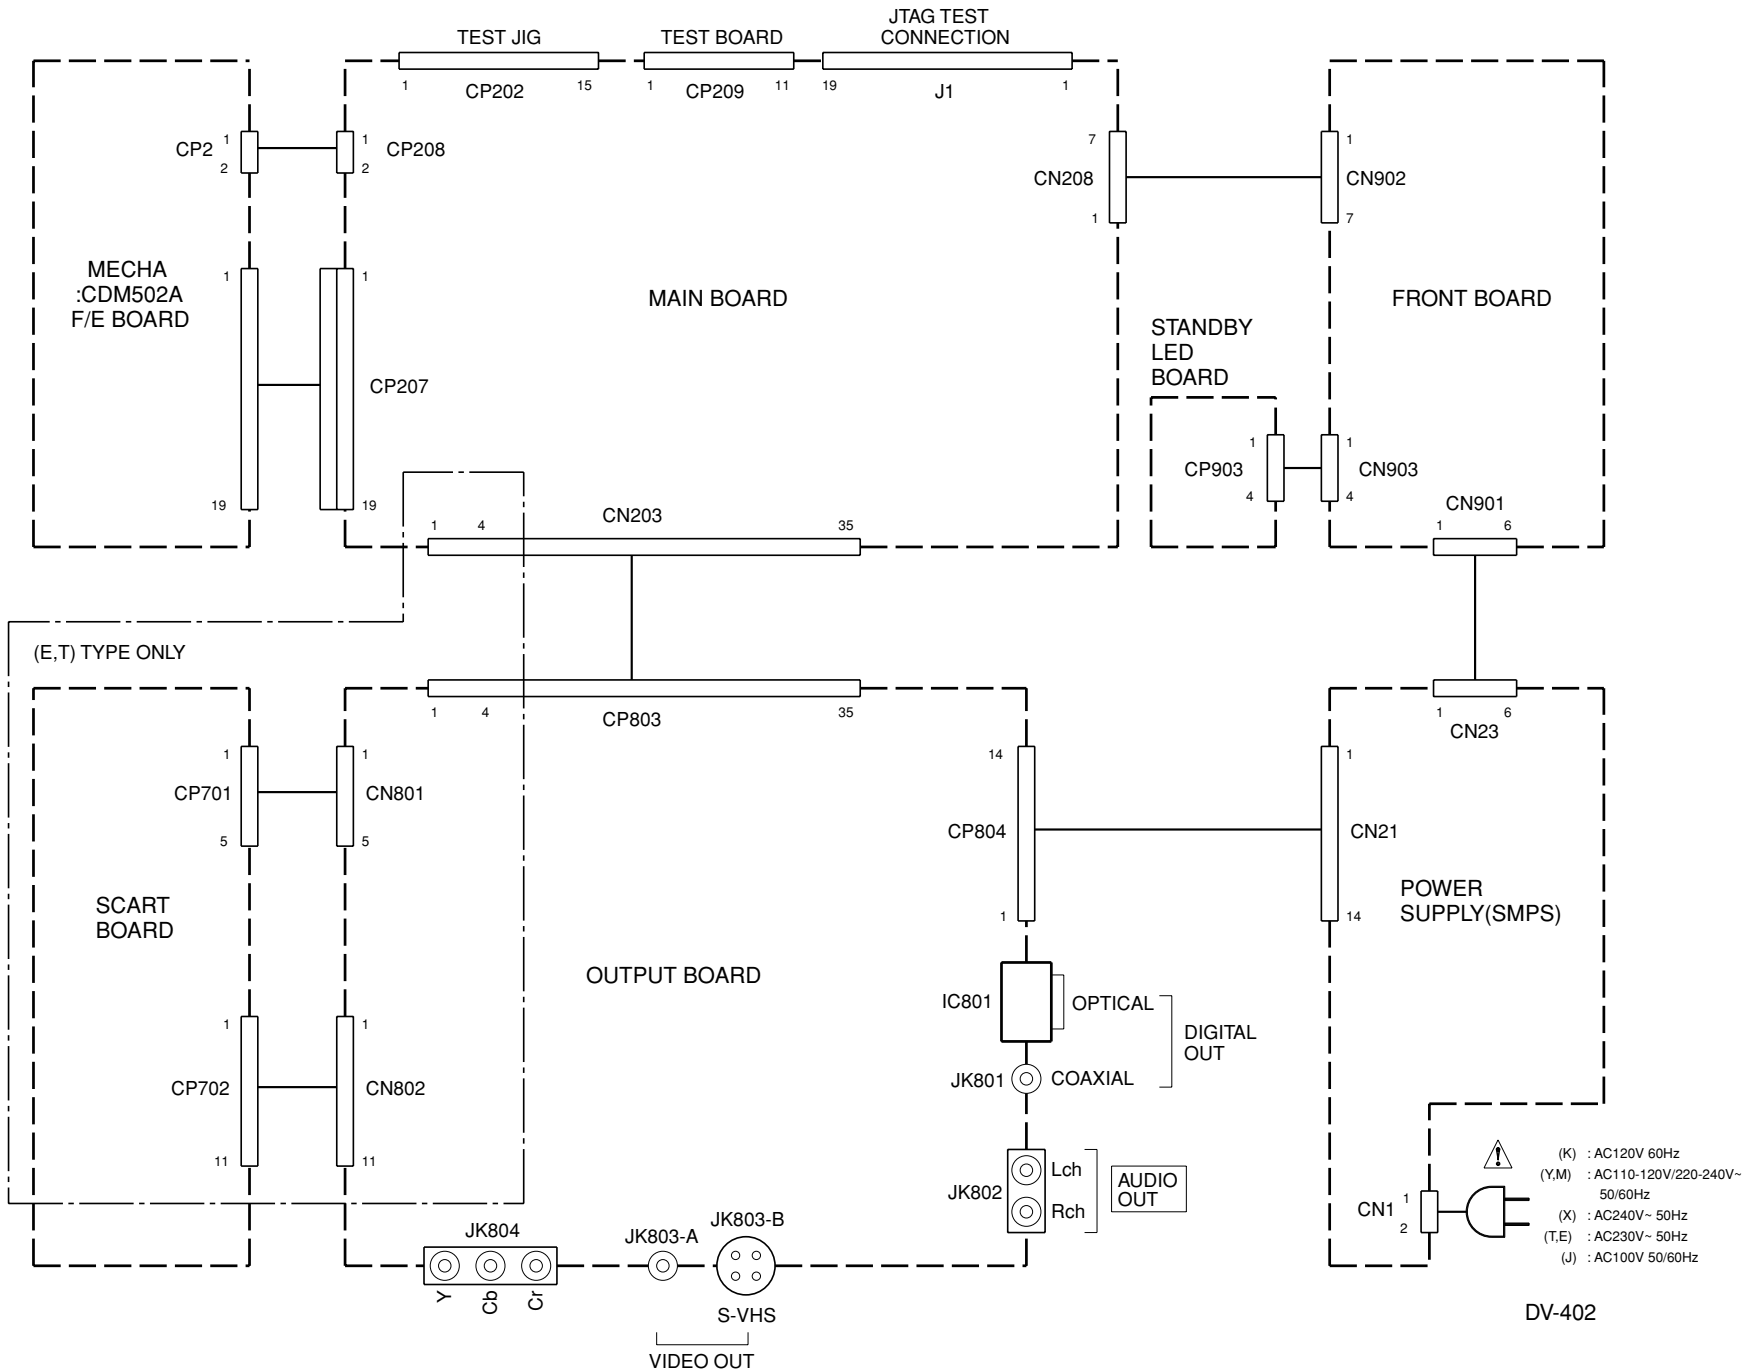 JTAG TEST
CONNECTION
TEST JIG
TEST BOARD
1 CP202 15
1 CP209 11
19 J1 1
CP2
1
2
1
2
CP208
7
CN208
1
1
CN902
7
MECHA
:CDM502A
F/E BOARD
1
19
1
CP207
19
MAIN BOARD
FRONT BOARD
STANDBY
LED
BOARD
CP903
1
4
1
CN903
4
CN901
1 6
CN203
1 4 35
(E,T) TYPE ONLY
1 4 CP803 35
1 6
CN23
1
CP701
5
1
CN801
5
14
CP804
1
1
CN21
14
SCART
BOARD
OUTPUT BOARD
POWER
SUPPLY(SMPS)
IC801
OPTICAL
DIGITAL
OUT
JK801
COAXIAL
1
CP702
11
1
CN802
11
JK802
Lch
Rch
AUDIO
OUT
CN1
1
2
!
(K) : AC120V 60Hz
(Y,M) : AC110-120V/220-240V~
50/60Hz
(X) : AC240V~ 50Hz
(T,E) : AC230V~ 50Hz
(J) : AC100V 50/60Hz
JK804
Y
Cb
Cr
JK803-A
JK803-B
S-VHS
VIDEO OUT
DV-402